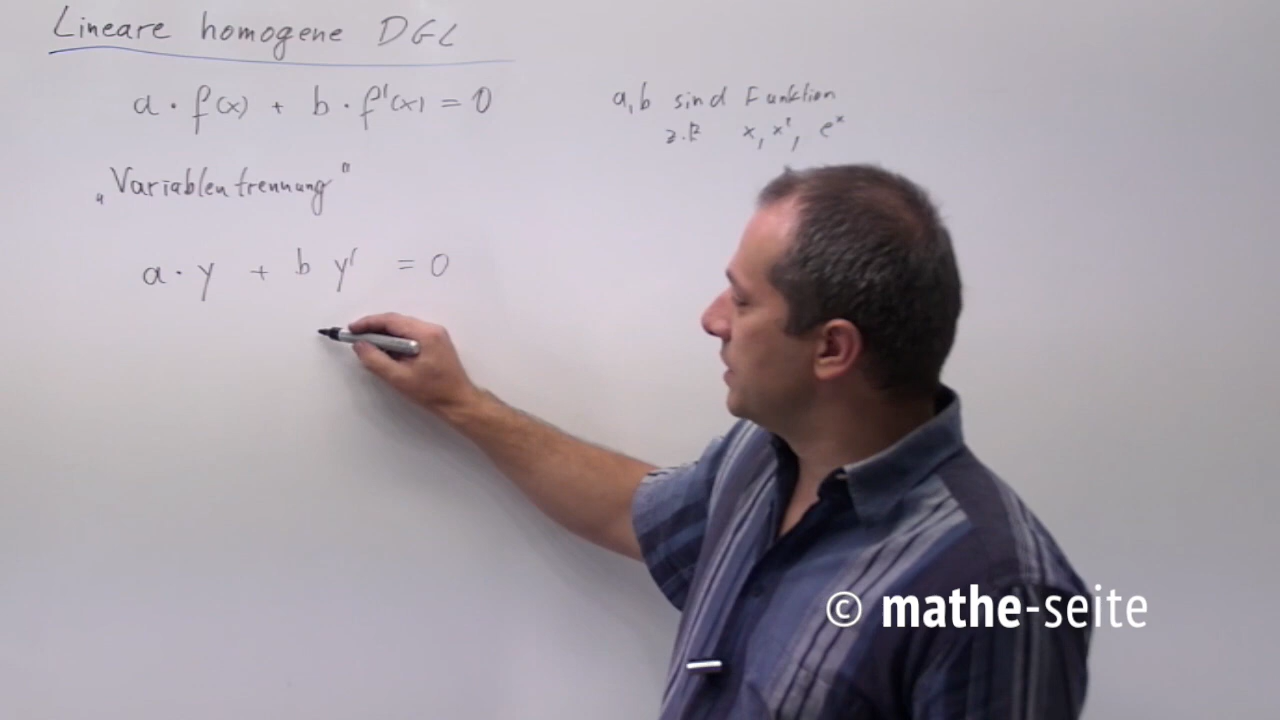 Lineare homogene DGL
a · f(x) + b · f'(x) = 0
a, b sind Funktion
z.B x, x², eˣ
„Variablentrennung"
a · y + b y' = 0
© mathe-seite